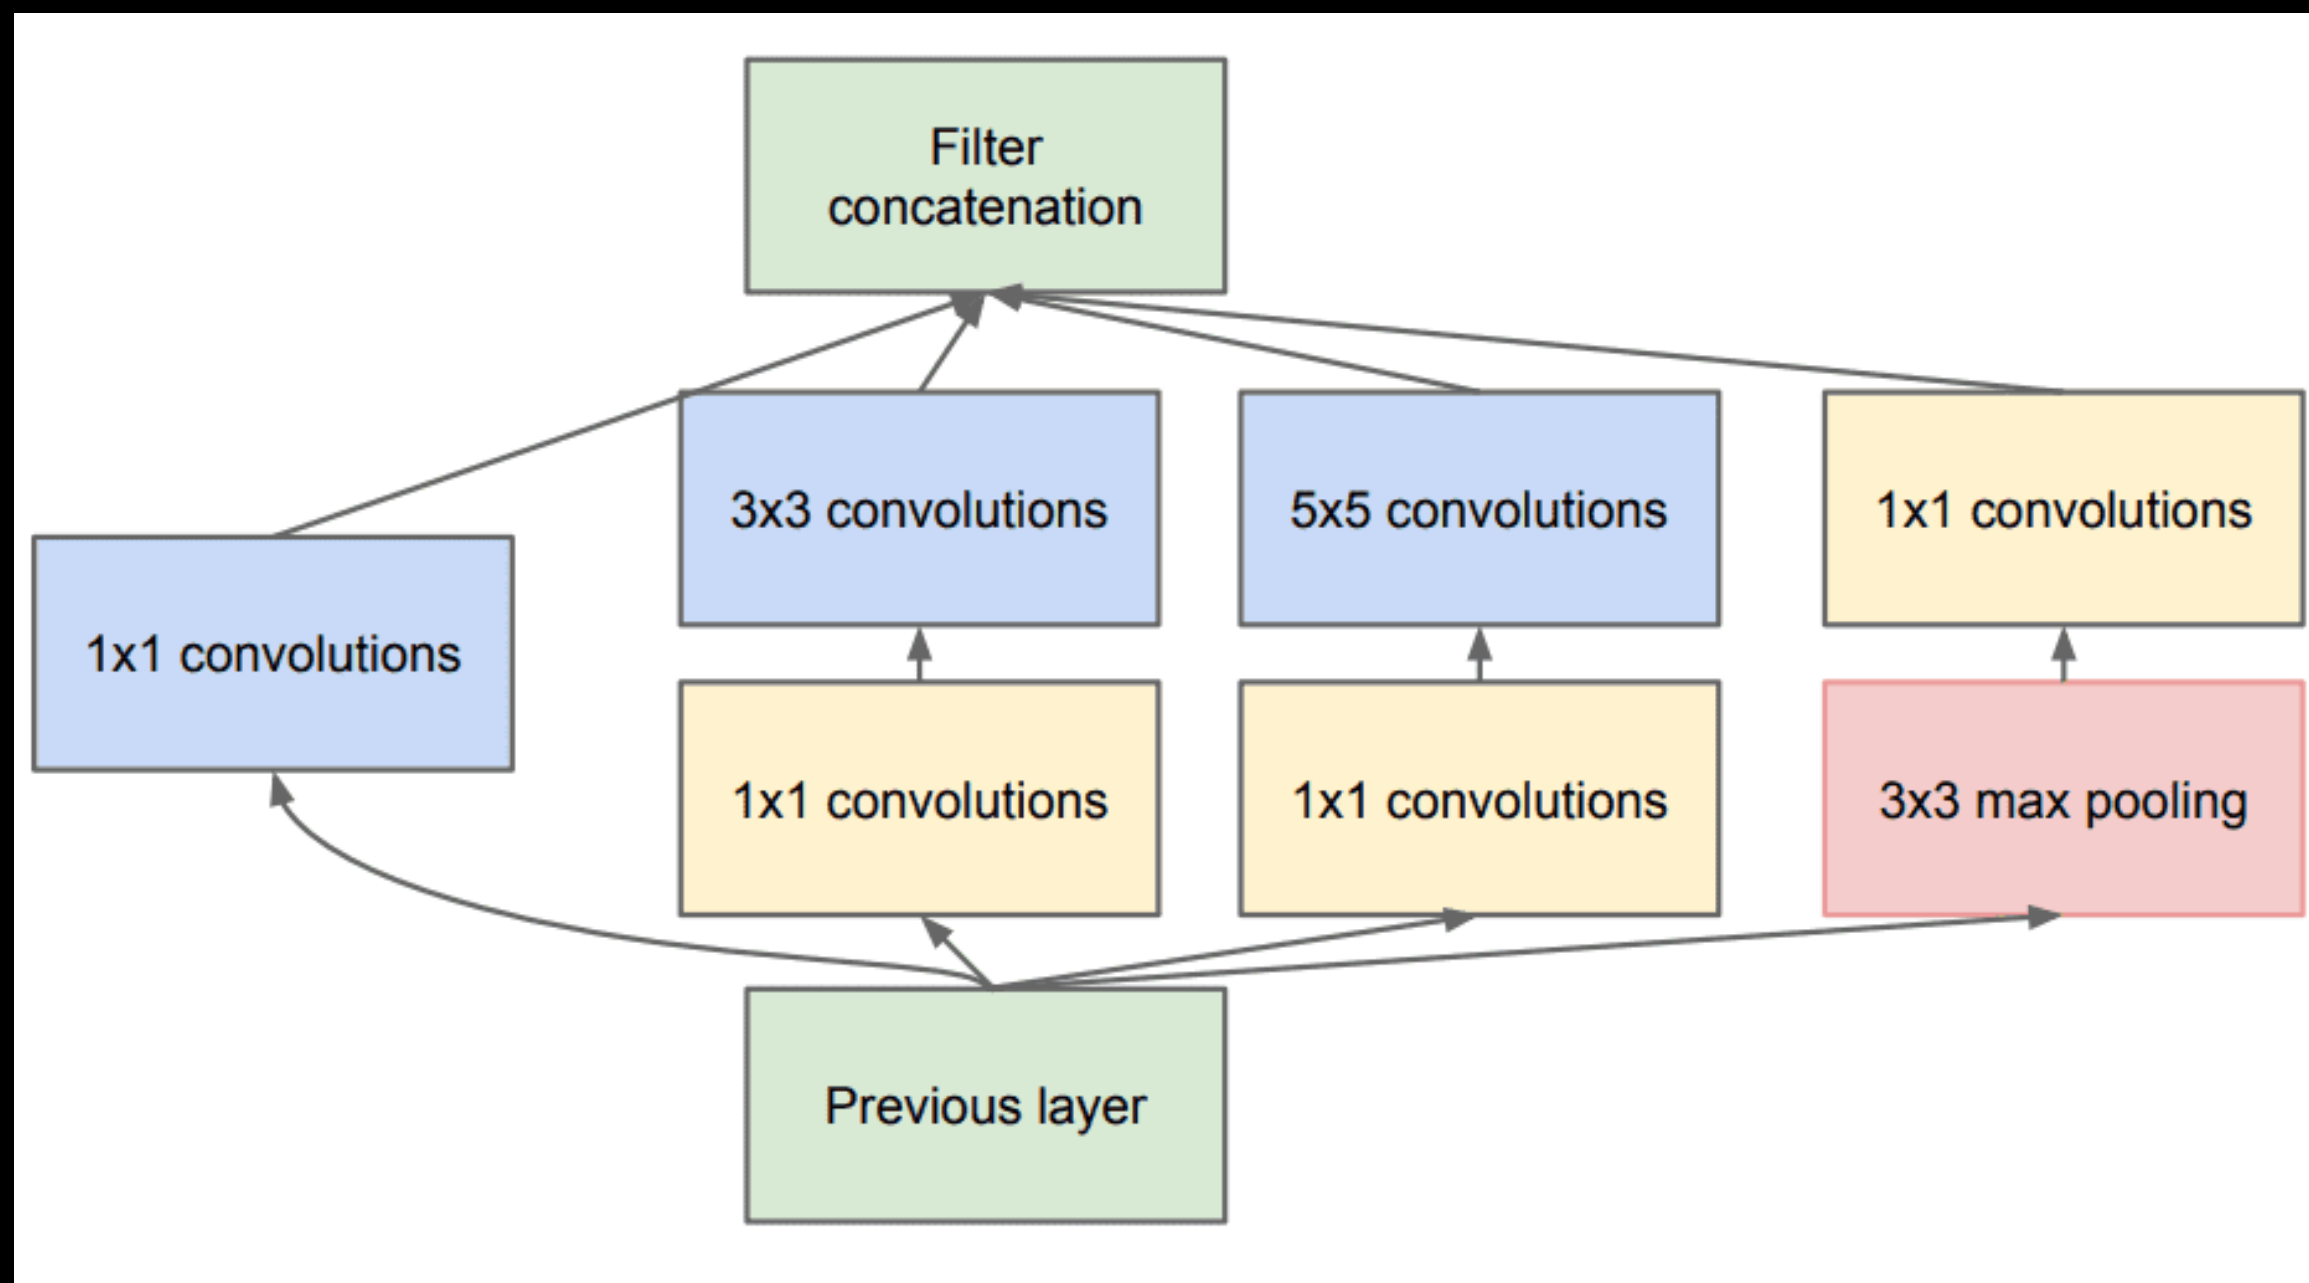 Filter
concatenation
3x3 convolutions
5x5 convolutions
1x1 convolutions
1x1 convolutions
1x1 convolutions
1x1 convolutions
3x3 max pooling
Previous layer